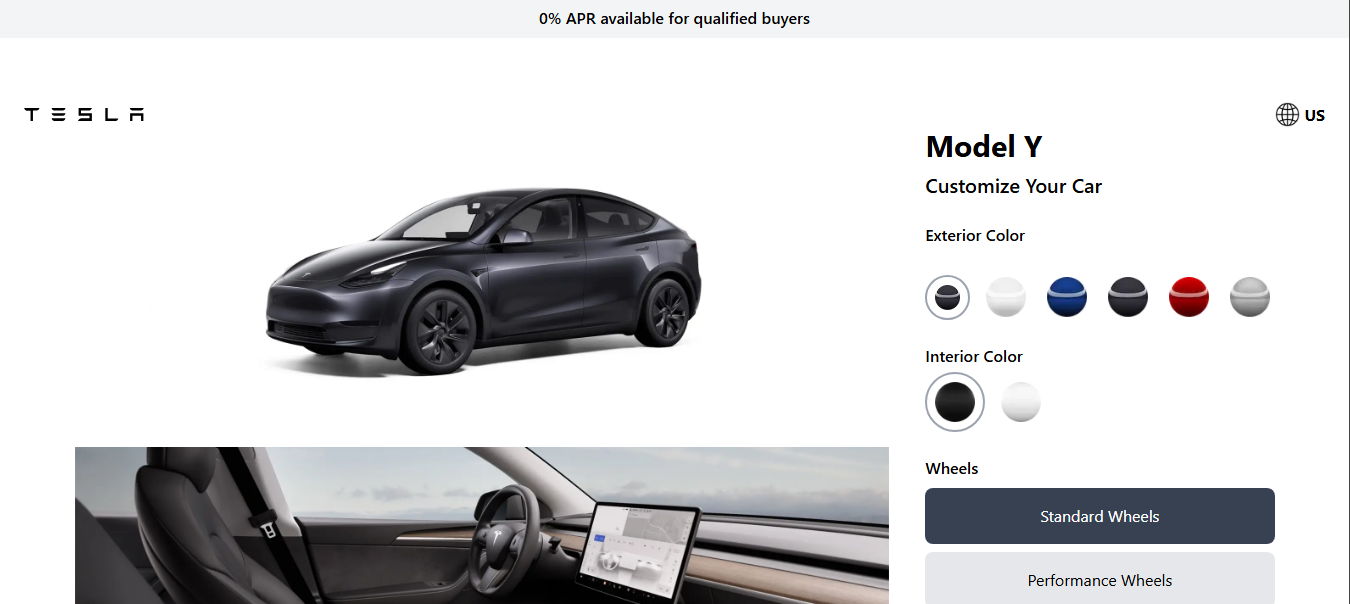 0% APR available for qualified buyers
TESLA
US
Model Y
Customize Your Car
Exterior Color
Interior Color
Wheels
Standard Wheels
Performance Wheels